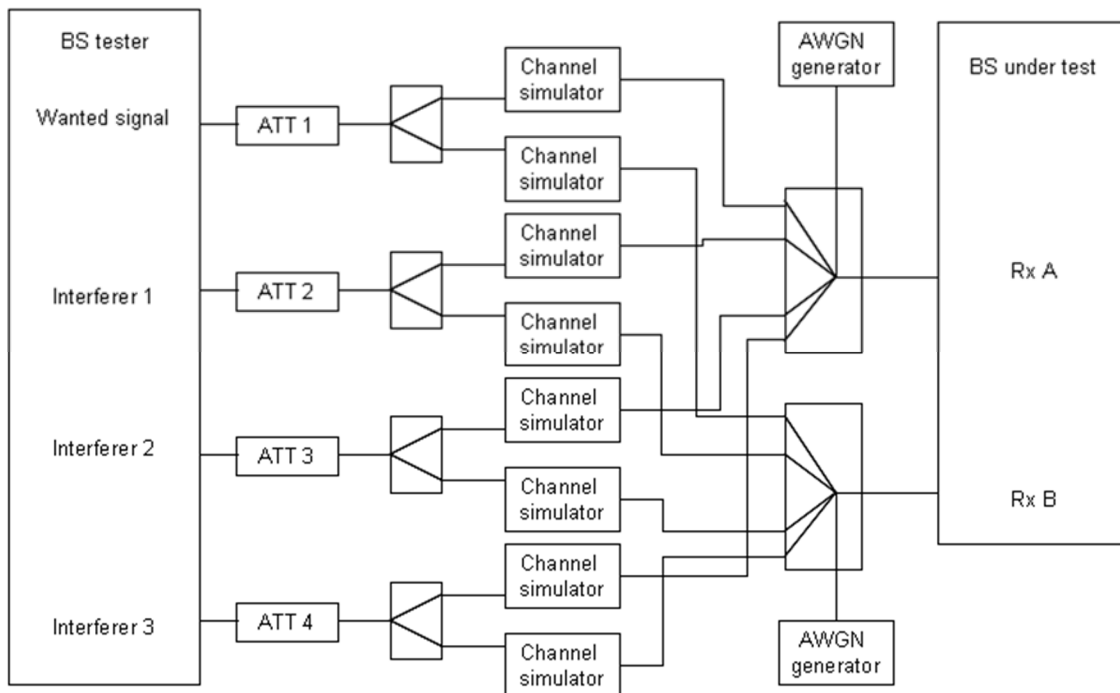 BS tester
Wanted signal
Interferer 1
Interferer 2
Interferer 3
ATT 1
ATT 2
ATT 3
ATT 4
Channel
simulator
Channel
simulator
Channel
simulator
Channel
simulator
Channel
simulator
Channel
simulator
Channel
simulator
Channel
simulator
AWGN
generator
AWGN
generator
BS under test
Rx A
Rx B